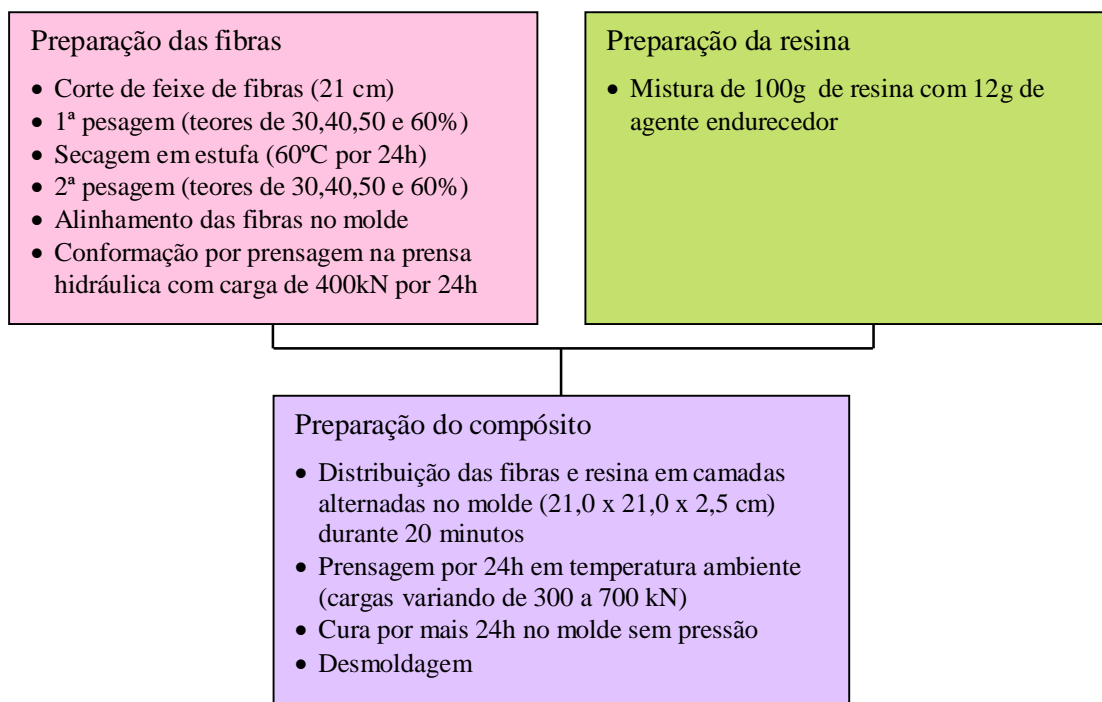 Preparação das fibras
• Corte de feixe de fibras (21 cm)
• 1ª pesagem (teores de 30,40,50 e 60%)
• Secagem em estufa (60ºC por 24h)
• 2ª pesagem (teores de 30,40,50 e 60%)
• Alinhamento das fibras no molde
• Conformação por prensagem na prensa
hidráulica com carga de 400kN por 24h
Preparação da resina
• Mistura de 100g de resina com 12g de
agente endurecedor
Preparação do compósito
• Distribuição das fibras e resina em camadas
alternadas no molde (21,0 x 21,0 x 2,5 cm)
durante 20 minutos
• Prensagem por 24h em temperatura ambiente
(cargas variando de 300 a 700 kN)
• Cura por mais 24h no molde sem pressão
• Desmoldagem